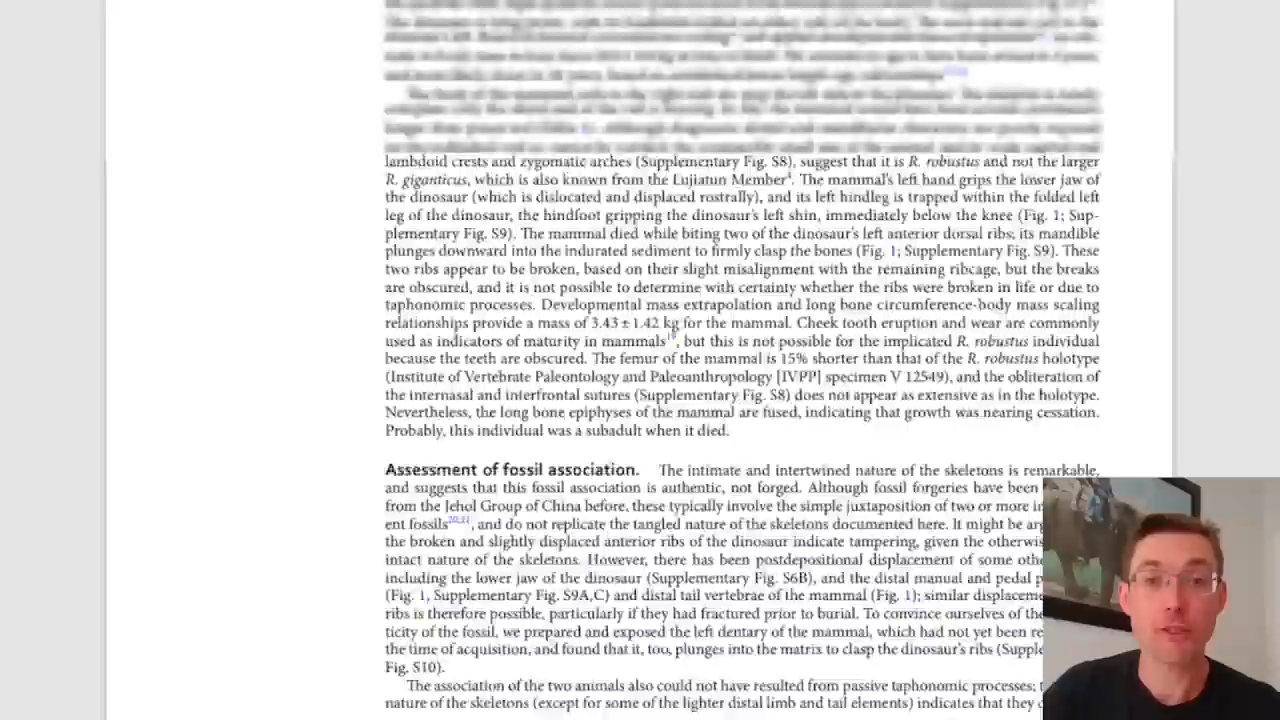 lambdoid crests and zygomatic arches (Supplementary Fig. S8), suggest that it is R. robustus and not the larger
R. giganticus, which is also known from the Lujiatun Member⁴. The mammal's left hand grips the lower jaw of
the dinosaur (which is dislocated and displaced rostrally), and its left hindleg is trapped within the folded left
leg of the dinosaur, the hindfoot gripping the dinosaur's left shin, immediately below the knee (Fig. 1; Sup-
plementary Fig. S9). The mammal died while biting two of the dinosaur's left anterior dorsal ribs; its mandible
plunges downward into the indurated sediment to firmly clasp the bones (Fig. 1; Supplementary Fig. S9). These
two ribs appear to be broken, based on their slight misalignment with the remaining ribcage, but the breaks
are obscured, and it is not possible to determine with certainty whether the ribs were broken in life or due to
taphonomic processes. Developmental mass extrapolation and long bone circumference-body mass scaling
relationships provide a mass of 3.43 ± 1.42 kg for the mammal. Cheek tooth eruption and wear are commonly
used as indicators of maturity in mammals¹⁹, but this is not possible for the implicated R. robustus individual
because the teeth are obscured. The femur of the mammal is 15% shorter than that of the R. robustus holotype
(Institute of Vertebrate Paleontology and Paleoanthropology [IVPP] specimen V 12549), and the obliteration of
the internasal and interfrontal sutures (Supplementary Fig. S8) does not appear as extensive as in the holotype.
Nevertheless, the long bone epiphyses of the mammal are fused, indicating that growth was nearing cessation.
Probably, this individual was a subadult when it died.
Assessment of fossil association. The intimate and intertwined nature of the skeletons is remarkable,
and suggests that this fossil association is authentic, not forged. Although fossil forgeries have been
from the Jehol Group of China before, these typically involve the simple juxtaposition of two or more in
ent fossils²⁰,²¹, and do not replicate the tangled nature of the skeletons documented here. It might be ar
the broken and slightly displaced anterior ribs of the dinosaur indicate tampering, given the otherwis
intact nature of the skeletons. However, there has been postdepositional displacement of some othe
including the lower jaw of the dinosaur (Supplementary Fig. S6B), and the distal manual and pedal p
(Fig. 1, Supplementary Fig. S9A,C) and distal tail vertebrae of the mammal (Fig. 1); similar displaceme
ribs is therefore possible, particularly if they had fractured prior to burial. To convince ourselves of the
ticity of the fossil, we prepared and exposed the left dentary of the mammal, which had not yet been re
the time of acquisition, and found that it, too, plunges into the matrix to clasp the dinosaur's ribs (Supple
Fig. S10).
The association of the two animals also could not have resulted from passive taphonomic processes; t
nature of the skeletons (except for some of the lighter distal limb and tail elements) indicates that they